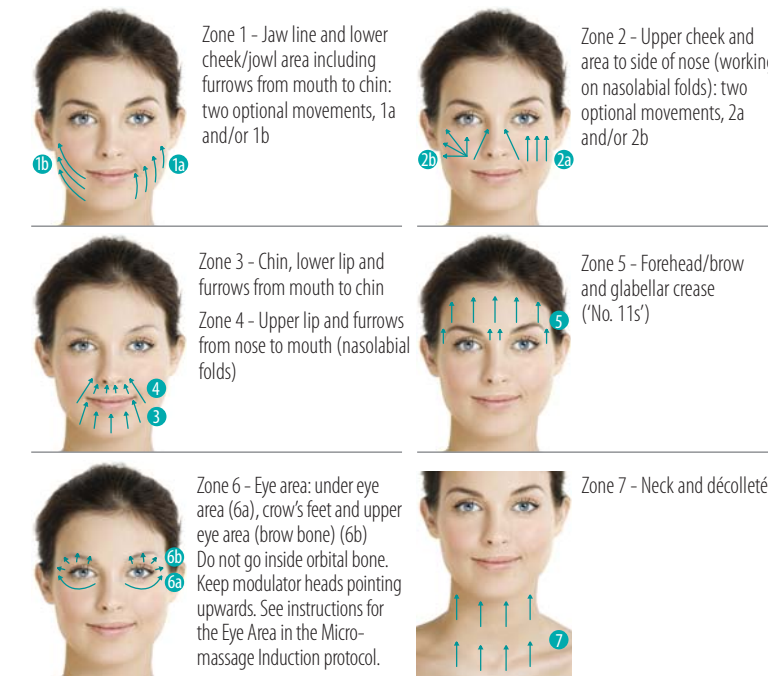 Zone 1 - Jaw line and lower
cheek/jowl area including
furrows from mouth to chin:
two optional movements, 1a
and/or 1b
1b
1a
Zone 2 - Upper cheek and
area to side of nose (working
on nasolabial folds): two
optional movements, 2a
and/or 2b
2b
2a
Zone 3 - Chin, lower lip and
furrows from mouth to chin
Zone 4 - Upper lip and furrows
from nose to mouth (nasolabial
folds)
4
3
Zone 5 - Forehead/brow
and glabellar crease
(‘No. 11s’)
5
Zone 6 - Eye area: under eye
area (6a), crow’s feet and upper
eye area (brow bone) (6b)
Do not go inside orbital bone.
Keep modulator heads pointing
upwards. See instructions for
the Eye Area in the Micro-
massage Induction protocol.
6b
6a
Zone 7 - Neck and décolleté
7